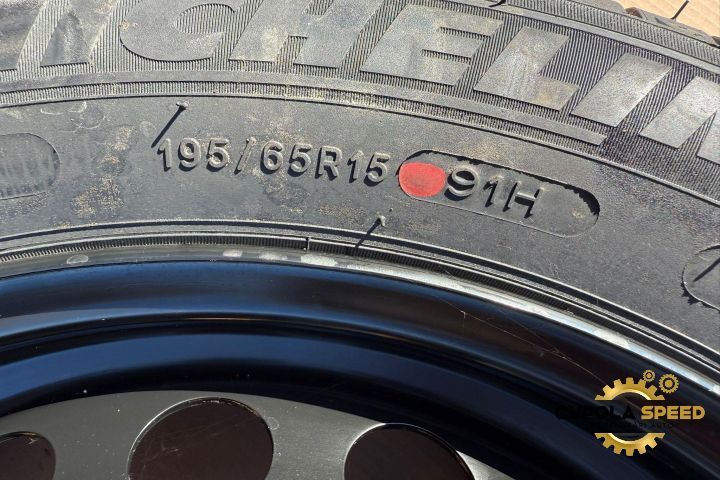 MICHELIN
195/65R15 91H
CUPOLA SPEED